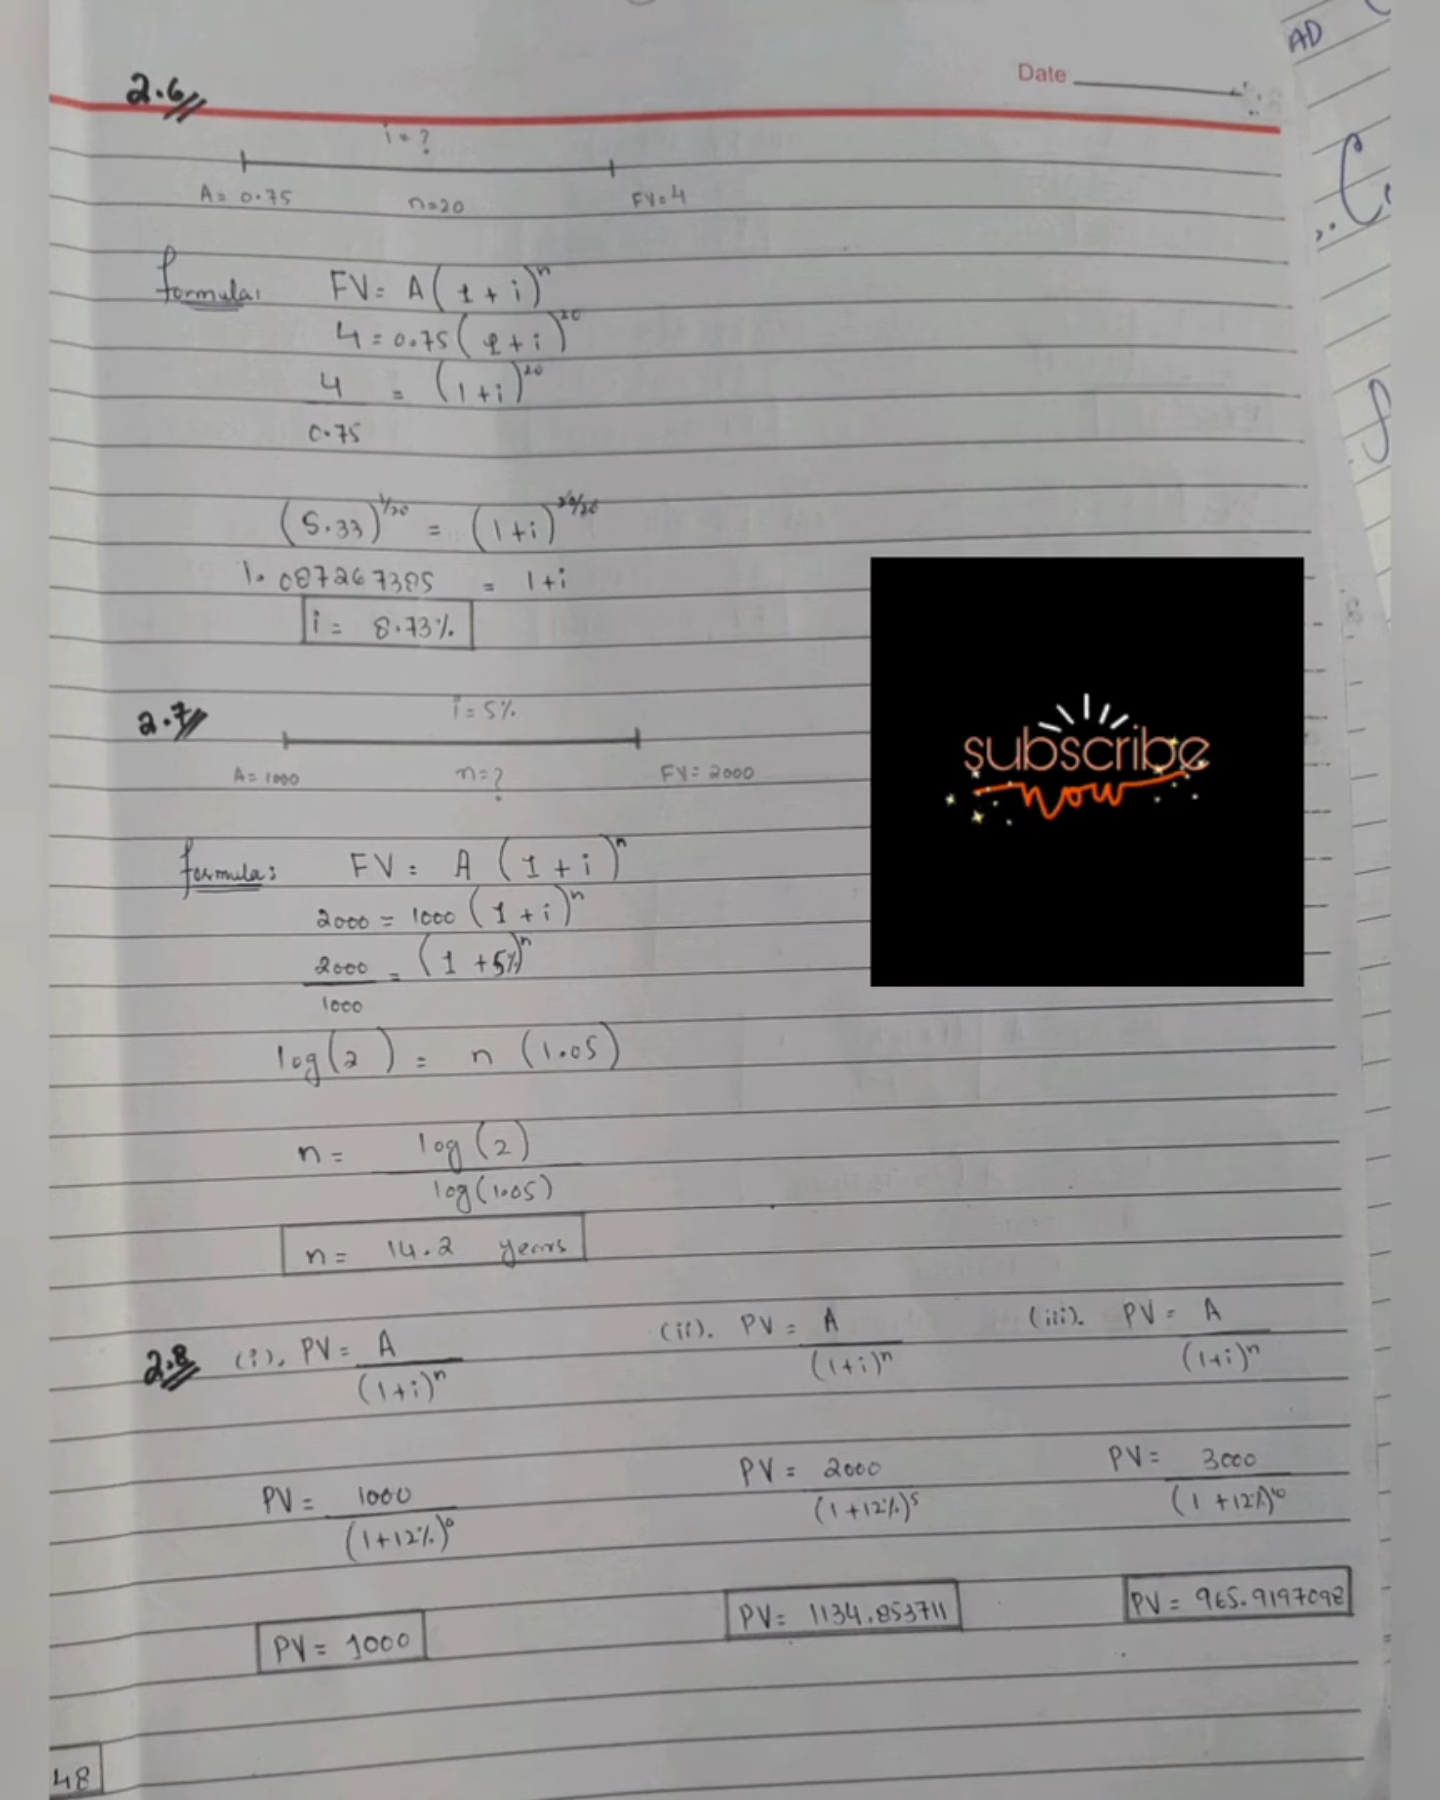 AD
Date
2.6
i = ?
A = 0.75 n=20 FV=4
formula: FV= A(1+i)^n
4 = 0.75(1+i)^20
4/0.75 = (1+i)^20
(5.33)^1/20 = (1+i)^20/20
1.087267385 = 1+i
i = 8.73%
2.7
i = 5%
A= 1000 n=? FV= 2000
formula: FV= A (1+i)^n
2000 = 1000 (1+i)^n
2000/1000 = (1+5%)^n
log(2) = n (1.05)
n = log(2)/log(1.05)
n = 14.2 years
subscribe
now
2.8 (i). PV = A/(1+i)^n (ii). PV = A/(1+i)^n (iii). PV = A/(1+i)^n
PV = 1000/(1+12%)^0 PV = 2000/(1+12%)^5 PV = 3000/(1+12%)^10
PV = 1000 PV= 1134.853711 PV = 965.9197098
48